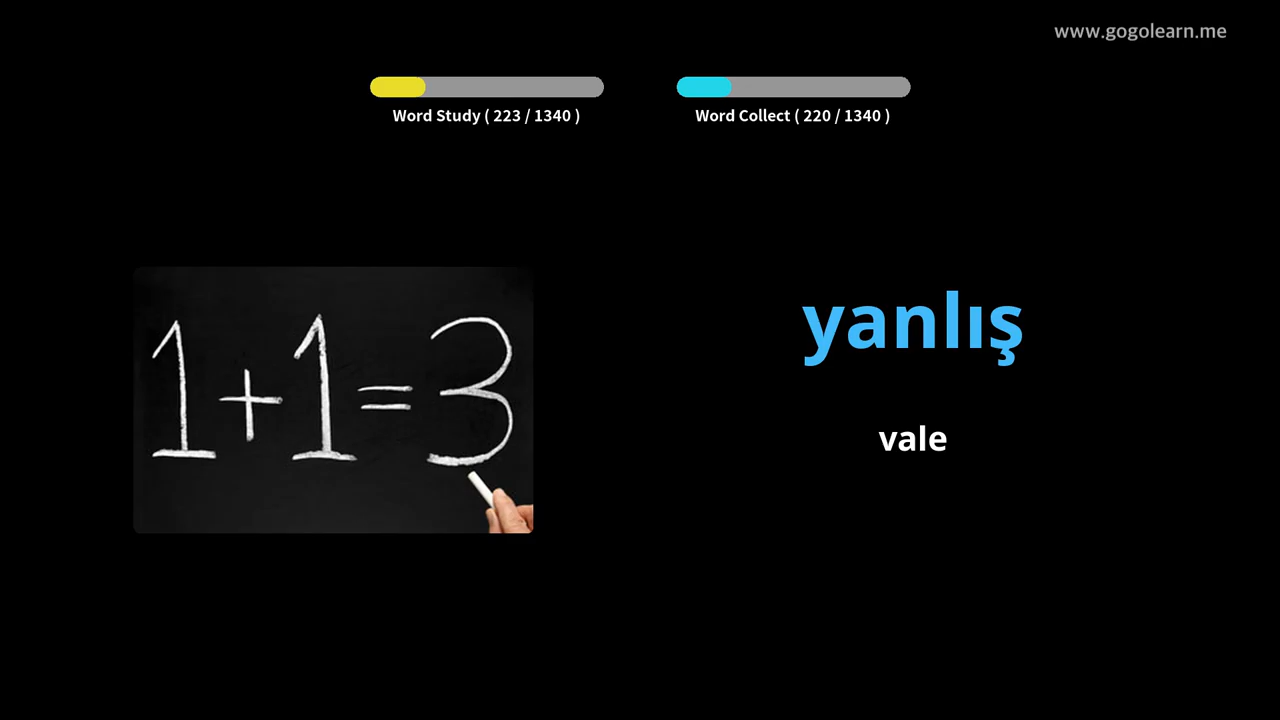 www.gogolearn.me
Word Study ( 223 / 1340 )
Word Collect ( 220 / 1340 )
1+1=3
yanlış
vale